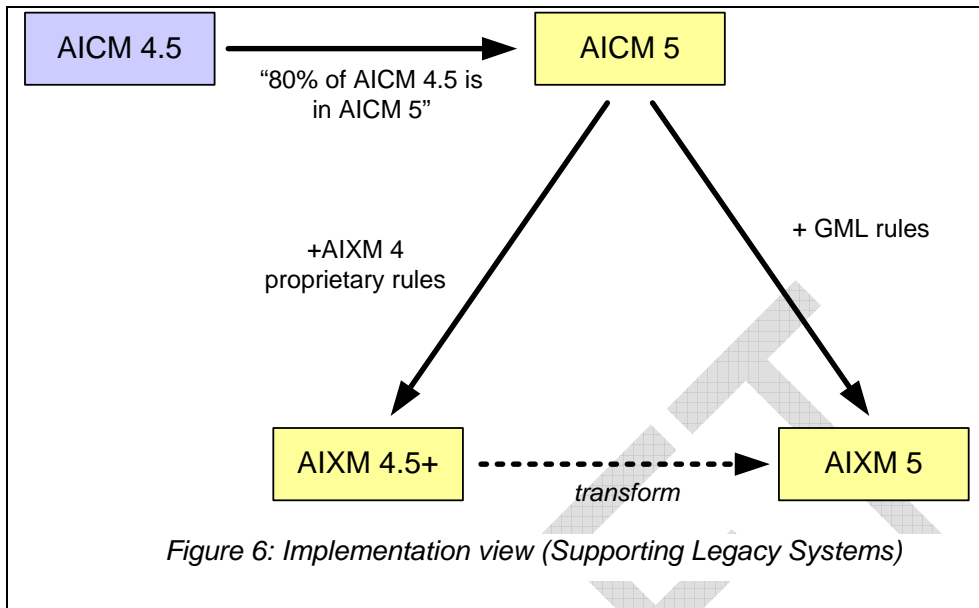 AICM 4.5
AICM 5
“80% of AICM 4.5 is
in AICM 5”
+AIXM 4
proprietary rules
+ GML rules
AIXM 4.5+
transform
AIXM 5
Figure 6: Implementation view (Supporting Legacy Systems)